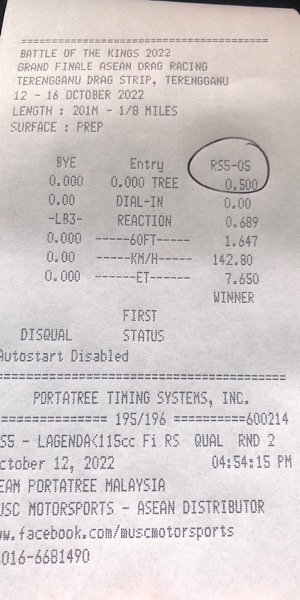 ==============================================
BATTLE OF THE KINGS 2022
GRAND FINALE ASEAN DRAG RACING
TERENGGANU DRAG STRIP, TERENGGANU
12 - 16 OCTOBER 2022
LENGTH : 201M - 1/8 MILES
SURFACE : PREP
BYE Entry RS5-05
0.000 0.000 TREE 0.500
0.00 DIAL-IN 0.00
-LB3- REACTION 0.689
0.000 -----60FT----- 1.647
0.00 -----KM/H----- 142.80
0.000 ------ET------ 7.650
WINNER
FIRST
DISQUAL STATUS
Autostart Disabled
==============================================
PORTATREE TIMING SYSTEMS, INC.
============== 195/196 ==========600214
S5 - LAGENDA<115cc Fi RS QUAL RND 2
ctober 12, 2022 04:54:15 PM
EAM PORTATREE MALAYSIA
USC MOTORSPORTS - ASEAN DISTRIBUTOR
w.facebook.com/muscmotorsports
016-6681490